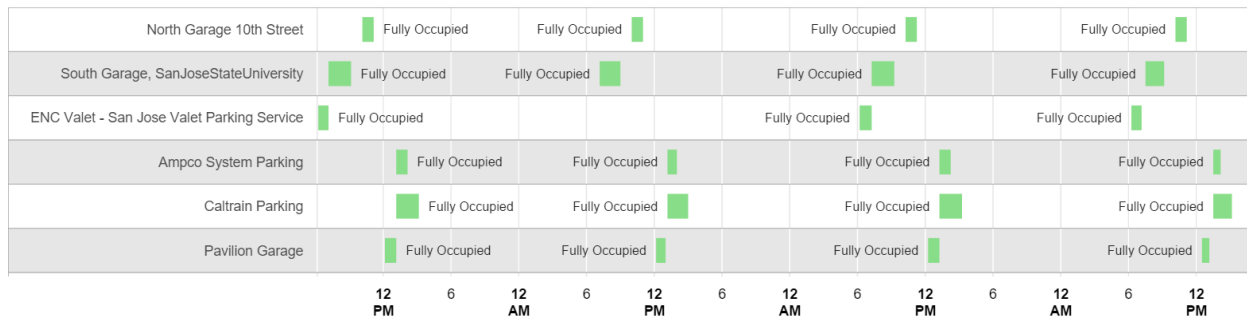 North Garage 10th Street Fully Occupied Fully Occupied Fully Occupied Fully Occupied
South Garage, SanJoseStateUniversity Fully Occupied Fully Occupied Fully Occupied Fully Occupied
ENC Valet - San Jose Valet Parking Service Fully Occupied Fully Occupied Fully Occupied
Ampco System Parking Fully Occupied Fully Occupied Fully Occupied Fully Occupied
Caltrain Parking Fully Occupied Fully Occupied Fully Occupied Fully Occupied
Pavilion Garage Fully Occupied Fully Occupied Fully Occupied Fully Occupied
12 6 12 6 12 6 12 6 12 6 12 6 12
PM AM PM AM PM AM PM